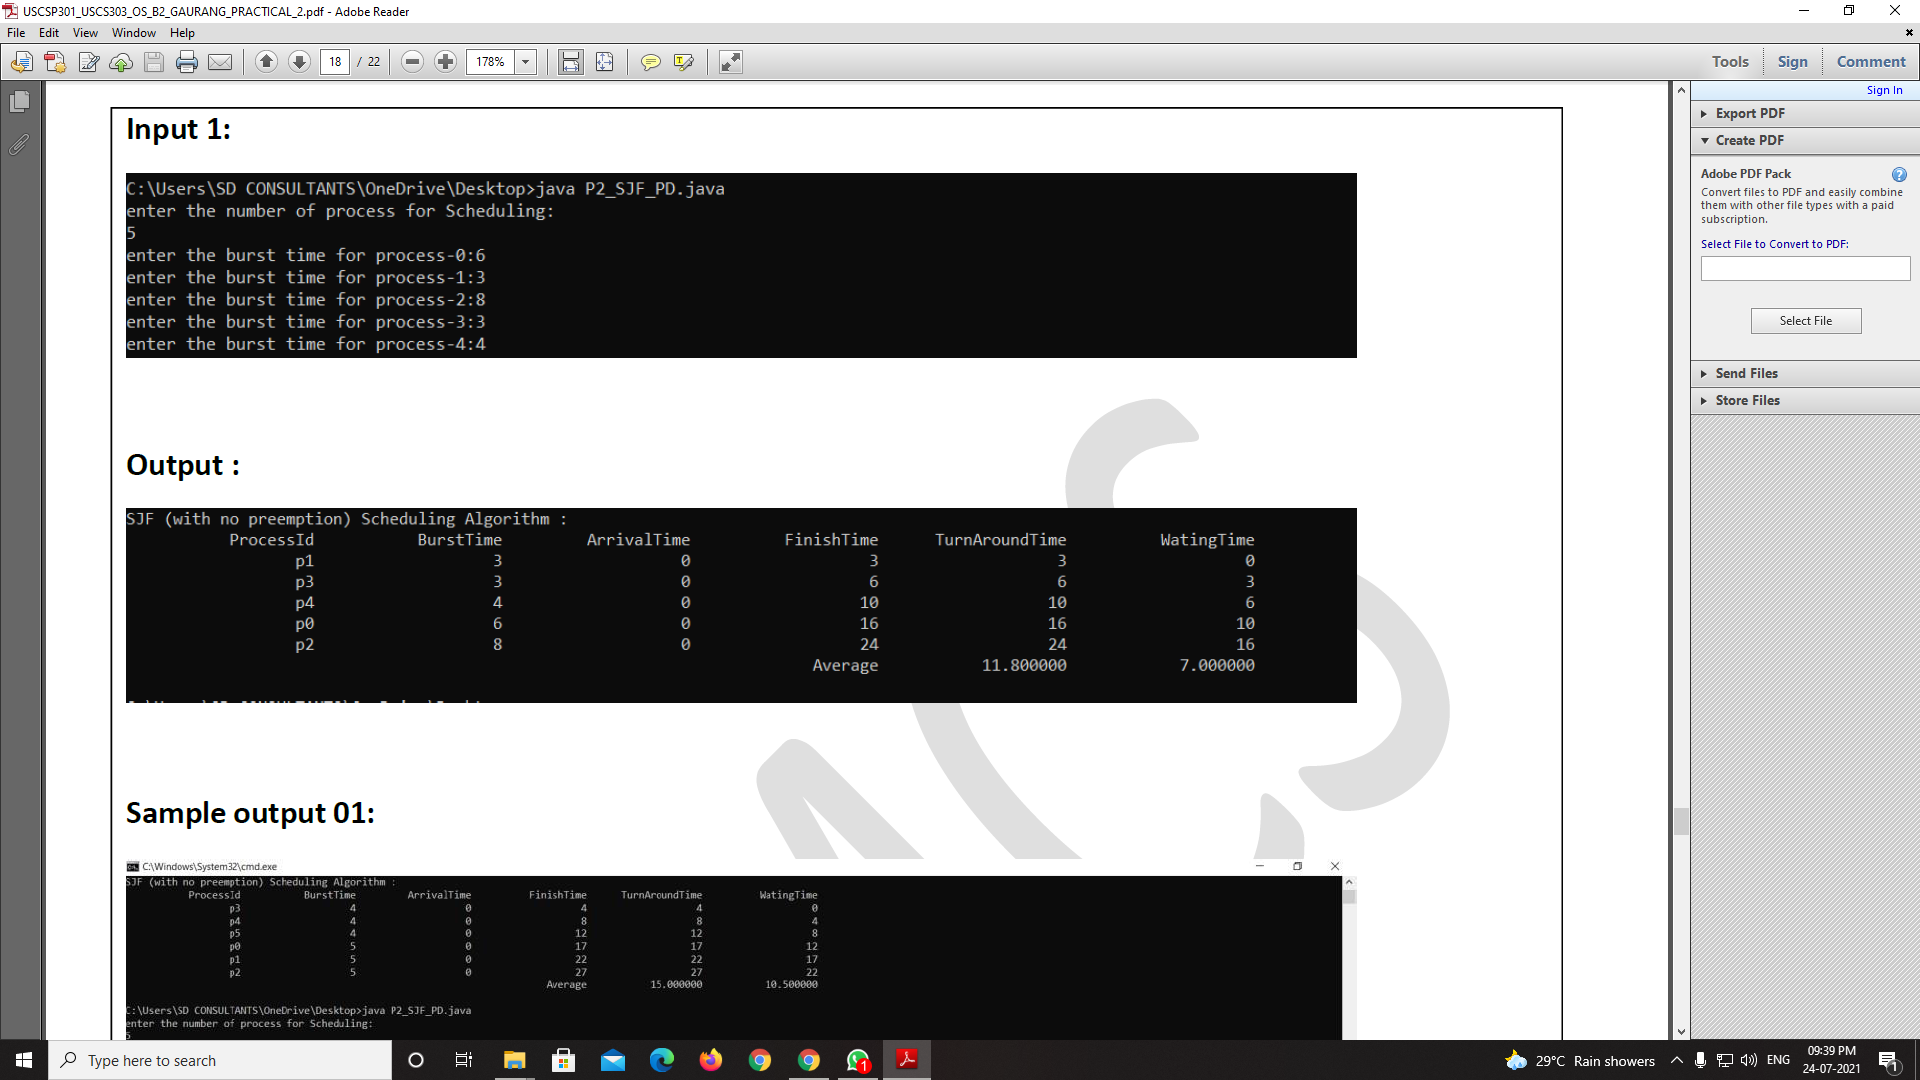 USCSP301_USCS303_OS_B2_GAURANG_PRACTICAL_2.pdf - Adobe Reader
File Edit View Window Help
18 / 22 178% Tools Sign Comment
Sign In
Export PDF
Create PDF
Adobe PDF Pack
Convert files to PDF and easily combine
them with other file types with a paid
subscription.
Select File to Convert to PDF:
Select File
Send Files
Store Files
Input 1:
C:\Users\SD CONSULTANTS\OneDrive\Desktop>java P2_SJF_PD.java
enter the number of process for Scheduling:
5
enter the burst time for process-0:6
enter the burst time for process-1:3
enter the burst time for process-2:8
enter the burst time for process-3:3
enter the burst time for process-4:4
Output :
SJF (with no preemption) Scheduling Algorithm :
ProcessId BurstTime ArrivalTime FinishTime TurnAroundTime WatingTime
p1 3 0 3 3 0
p3 3 0 6 6 3
p4 4 0 10 10 6
p0 6 0 16 16 10
p2 8 0 24 24 16
Average 11.800000 7.000000
Sample output 01:
C:\Windows\System32\cmd.exe
SJF (with no preemption) Scheduling Algorithm :
ProcessId BurstTime ArrivalTime FinishTime TurnAroundTime WatingTime
p3 4 0 4 4 0
p4 4 0 8 8 4
p5 4 0 12 12 8
p0 5 0 17 17 12
p1 5 0 22 22 17
p2 5 0 27 27 22
Average 15.000000 10.500000
C:\Users\SD CONSULTANTS\OneDrive\Desktop>java P2_SJF_PD.java
enter the number of process for Scheduling:
5
Type here to search
1
29°C Rain showers ENG
09:39 PM
24-07-2021
1